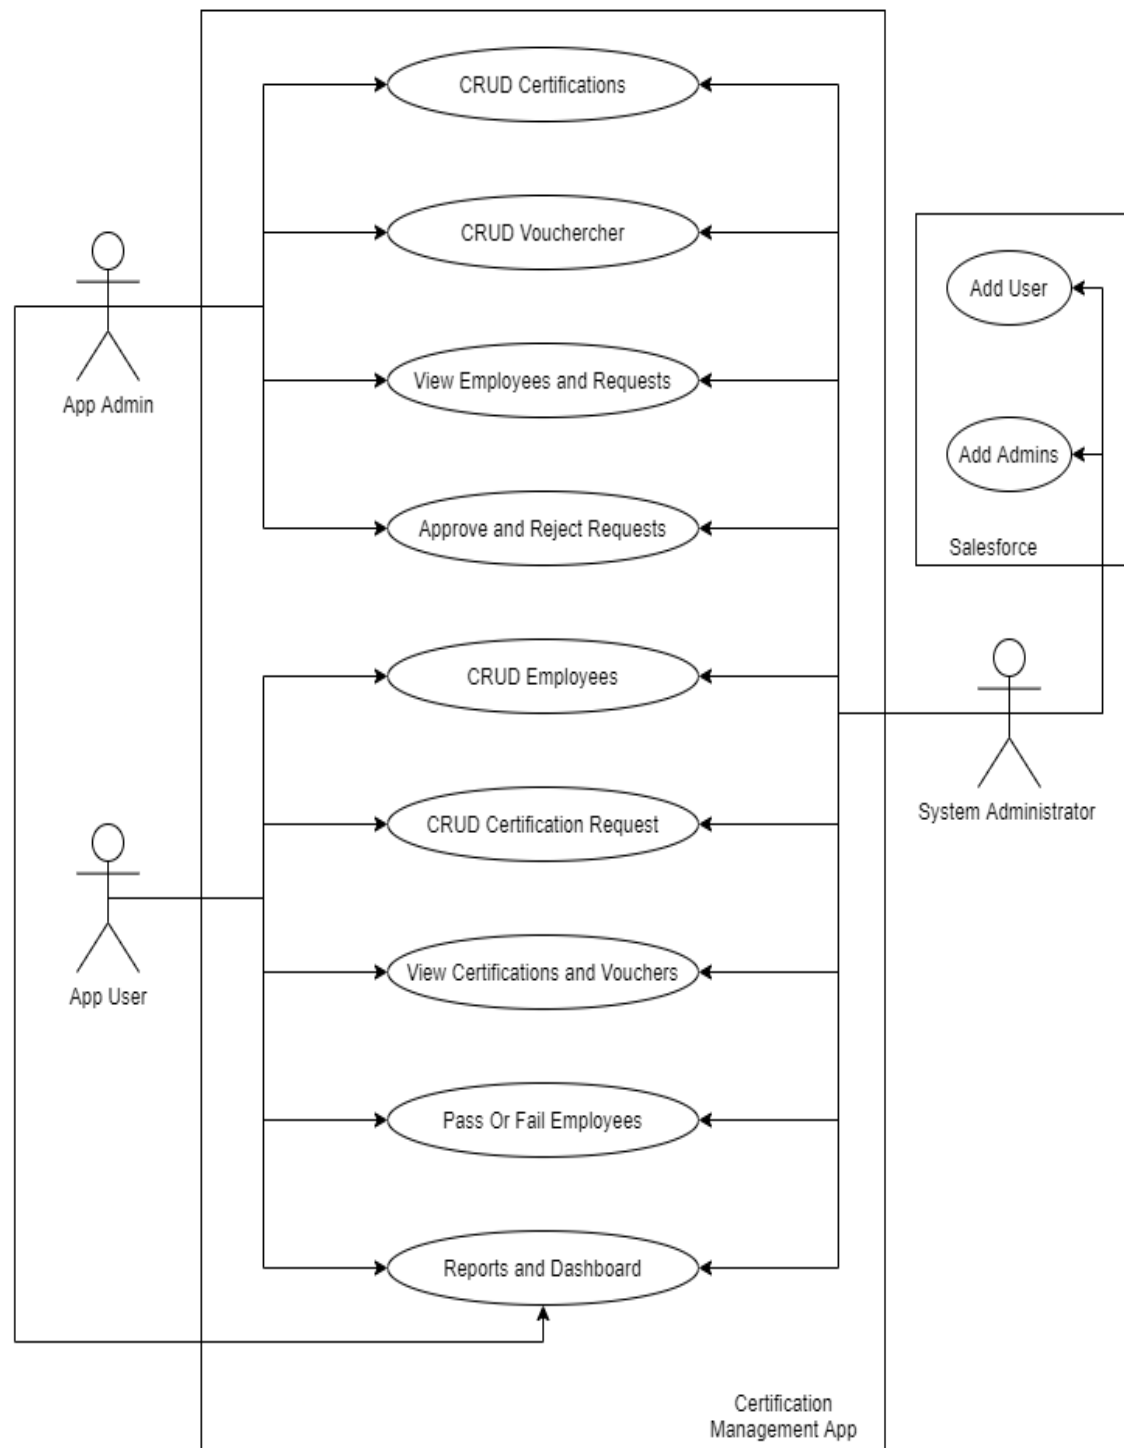 CRUD Certifications
CRUD Vouchercher
Add User
App Admin
View Employees and Requests
Add Admins
Approve and Reject Requests
Salesforce
CRUD Employees
System Administrator
CRUD Certification Request
App User
View Certifications and Vouchers
Pass Or Fail Employees
Reports and Dashboard
Certification
Management App